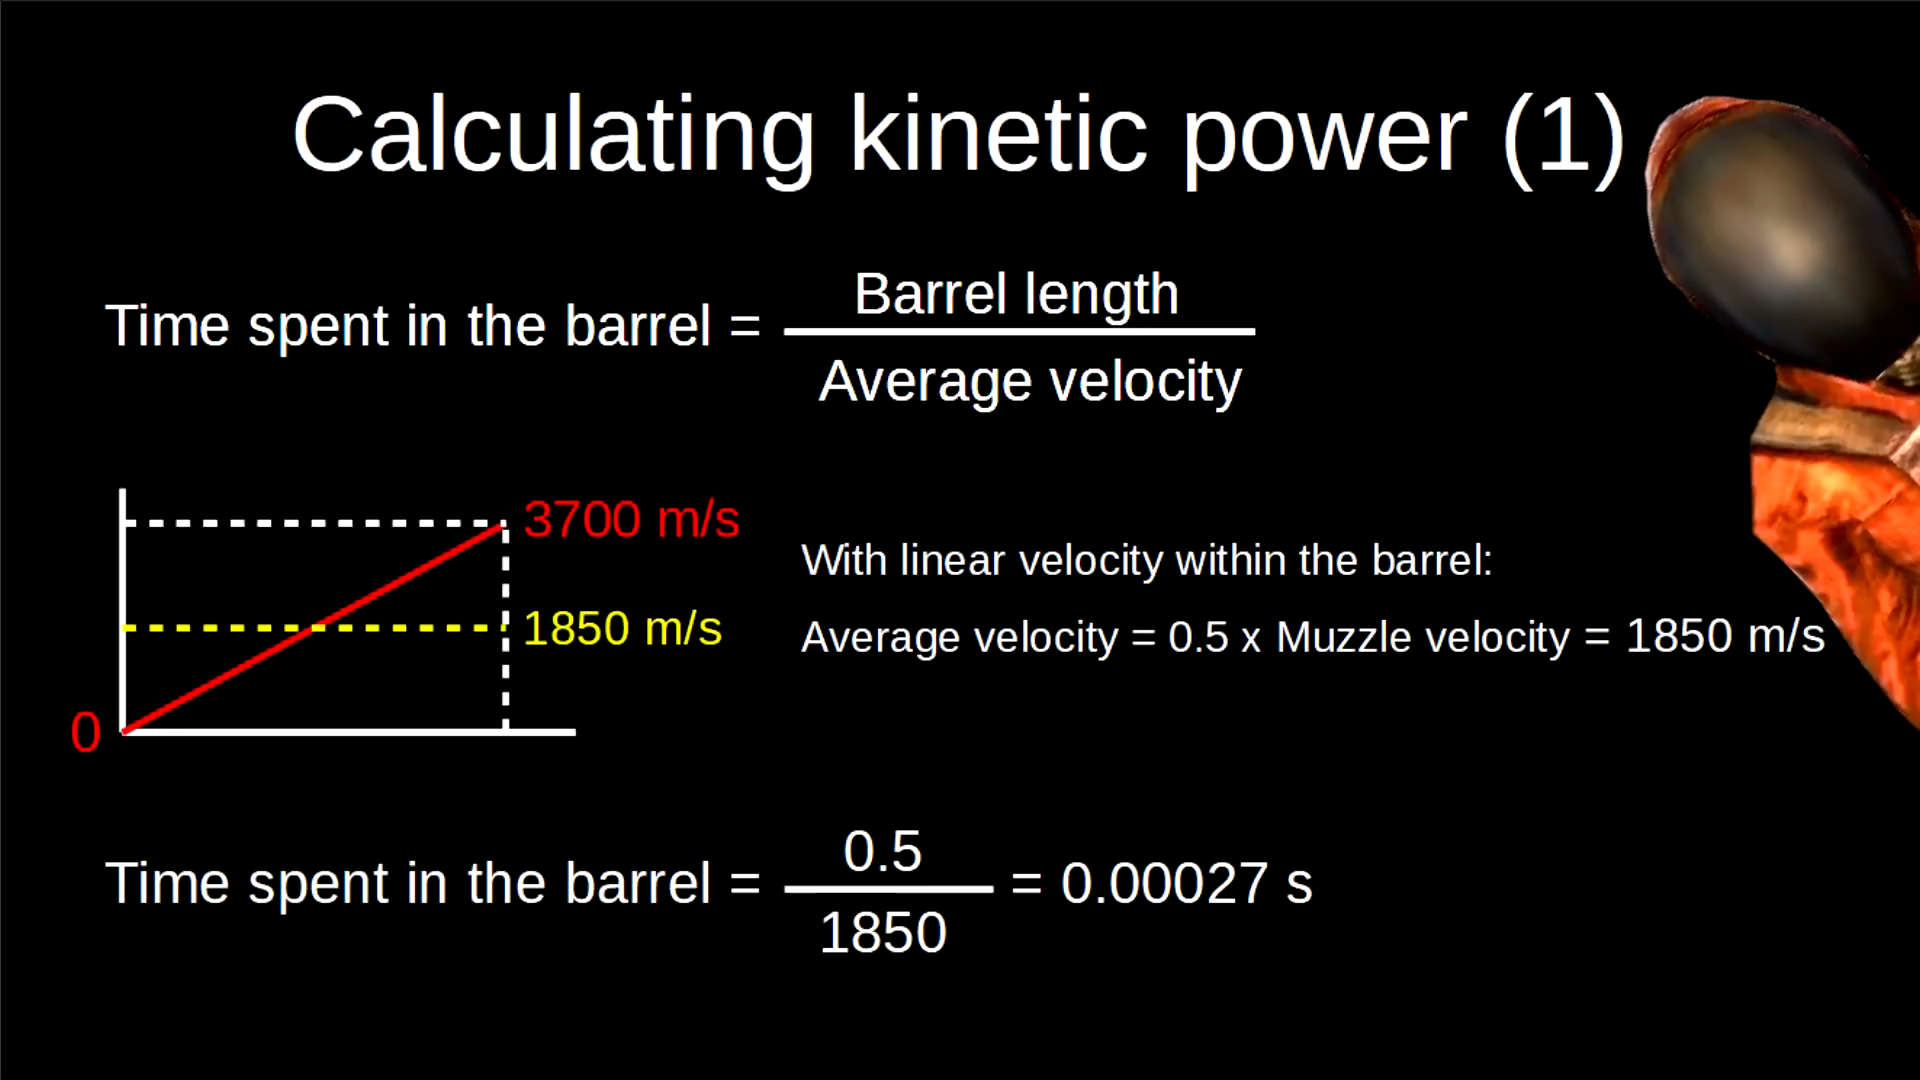 Calculating kinetic power (1)
Time spent in the barrel = Barrel length
Average velocity
3700 m/s
With linear velocity within the barrel:
1850 m/s
Average velocity = 0.5 x Muzzle velocity = 1850 m/s
0
Time spent in the barrel = 0.5
1850
= 0.00027 s